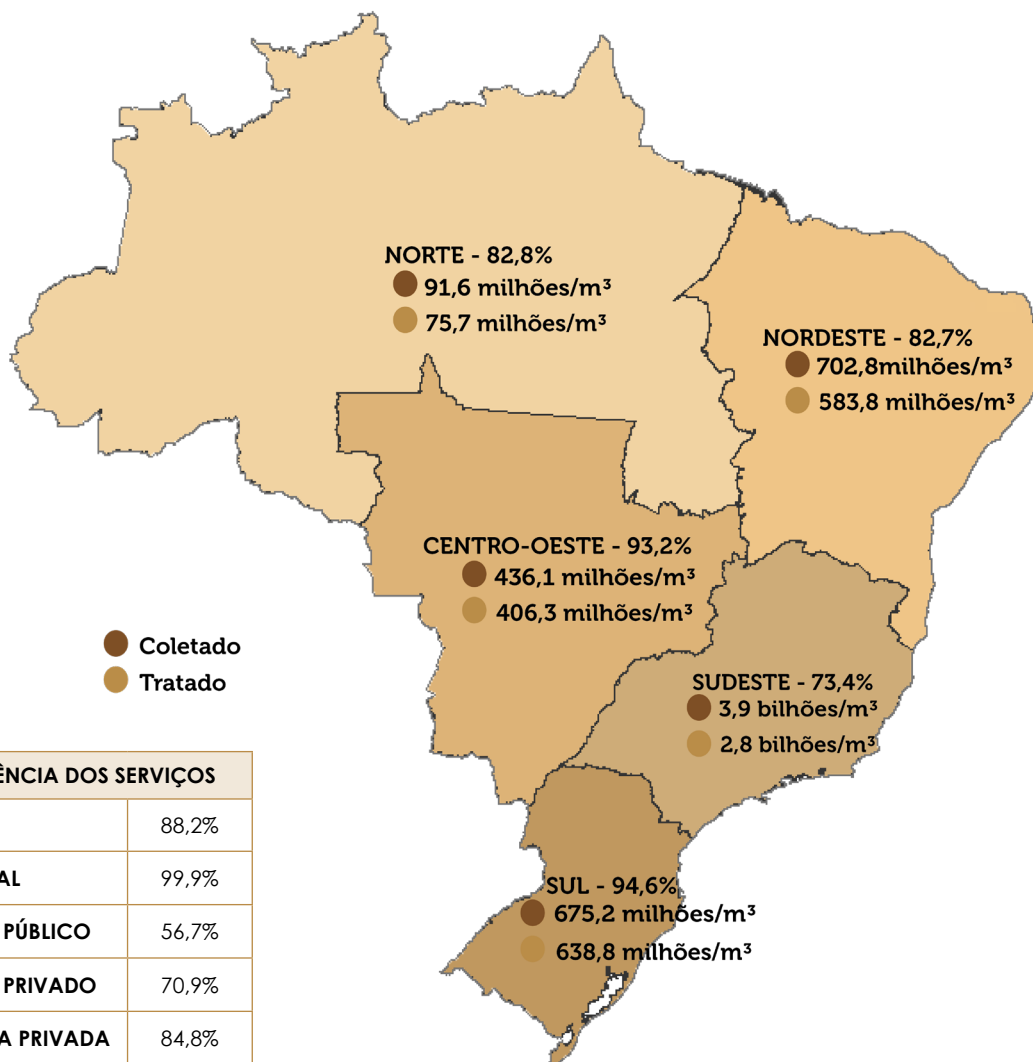 NORTE - 82,8%
91,6 milhões/m³
75,7 milhões/m³
NORDESTE - 82,7%
702,8milhões/m³
583,8 milhões/m³
CENTRO-OESTE - 93,2%
436,1 milhões/m³
406,3 milhões/m³
Coletado
Tratado
SUDESTE - 73,4%
3,9 bilhões/m³
2,8 bilhões/m³
SUL - 94,6%
675,2 milhões/m³
638,8 milhões/m³
ÊNCIA DOS SERVIÇOS
88,2%
AL 99,9%
PÚBLICO 56,7%
PRIVADO 70,9%
A PRIVADA 84,8%